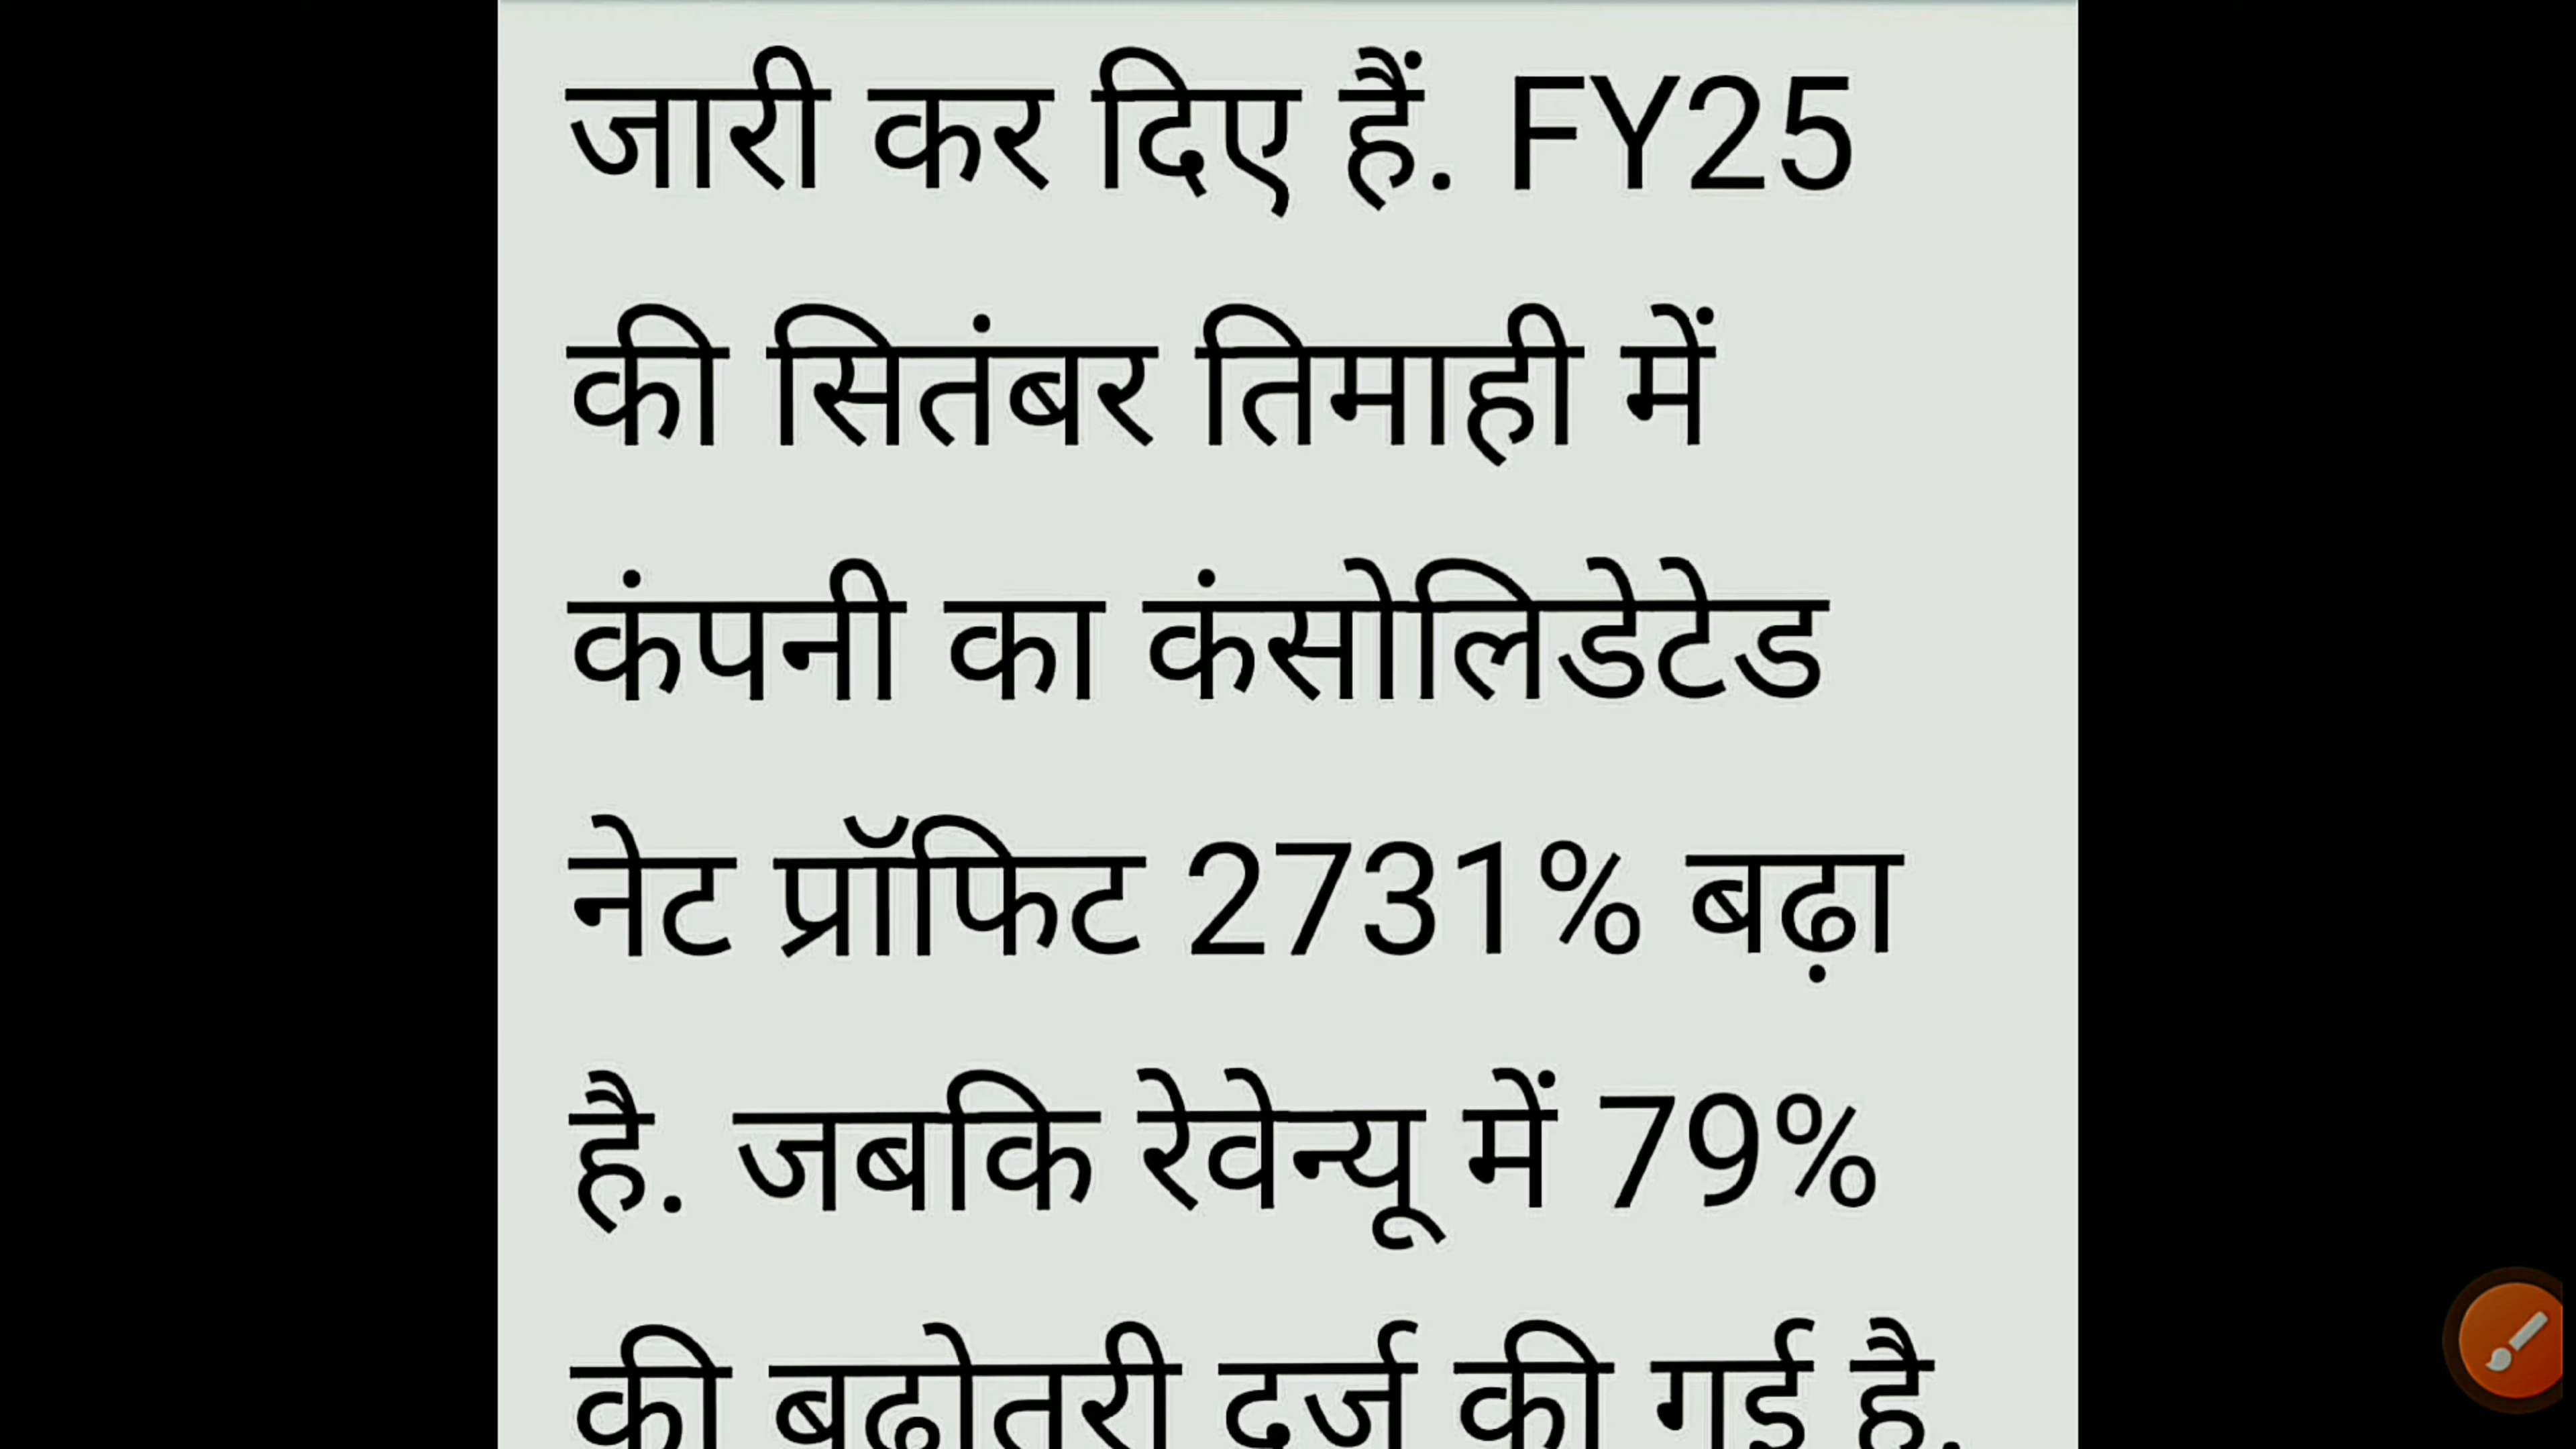 जारी कर दिए हैं. FY25
की सितंबर तिमाही में
कंपनी का कंसोलिडेटेड
नेट प्रॉफिट 2731% बढ़ा
है. जबकि रेवेन्यू में 79%
की बढ़ोतरी दर्ज की गई है.